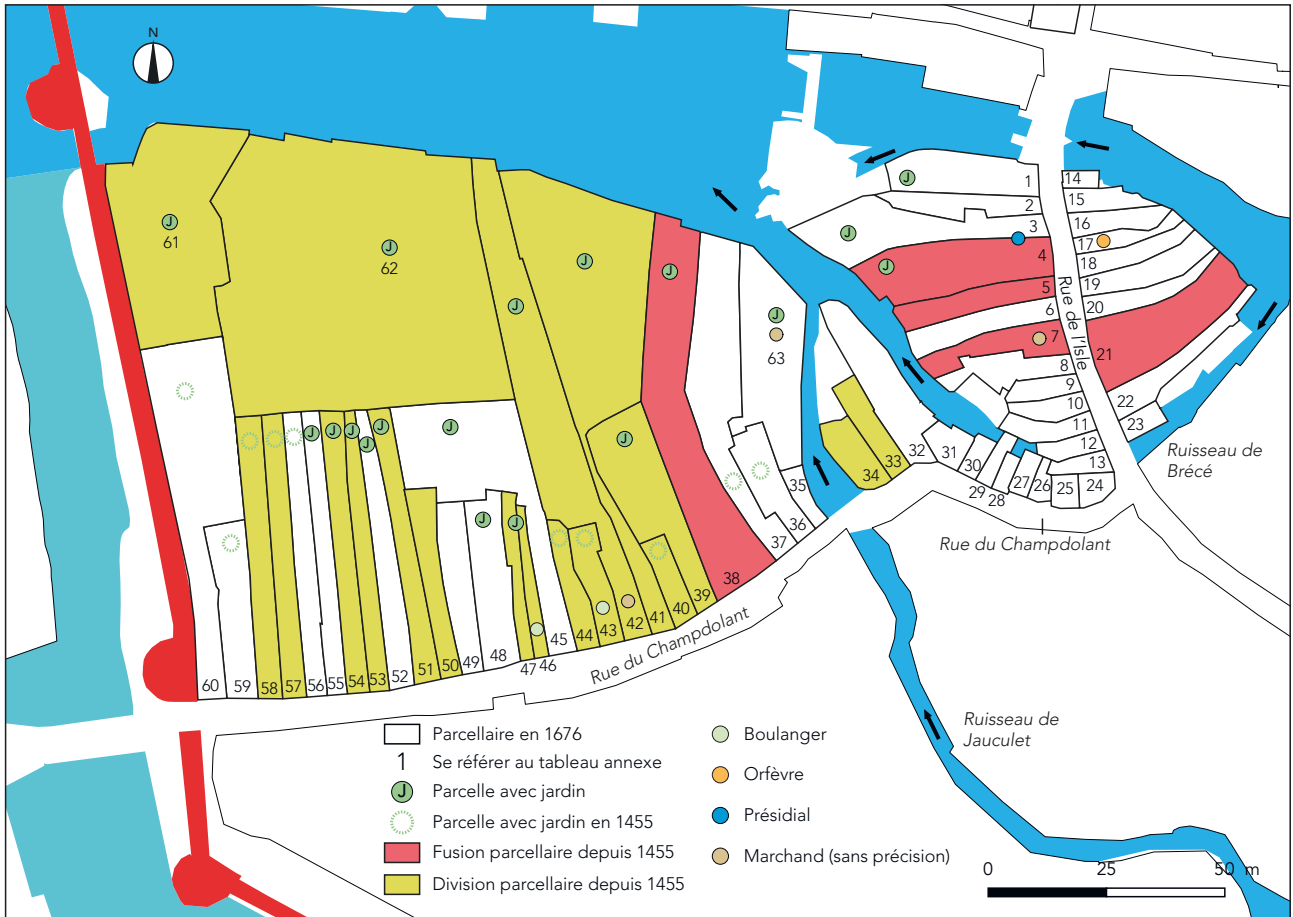 N
J
61
J
62
J
J
J
J
63
J
J
J
1
2
3
4
5
6
7
8
9
10
11
12
13
14
15
16
17
18
19
20
21
22
23
24
25
26
27
28
29
30
31
32
33
34
35
36
37
38
39
40
41
42
43
44
45
46
47
48
49
50
51
52
53
54
55
56
57
58
59
60
J
J
J
J
J
J
J
J
J
Rue de l'Isle
Ruisseau de
Brécé
Rue du Champdolant
Rue du Champdolant
Ruisseau de
Jauculet
Parcellaire en 1676
1 Se référer au tableau annexe
J Parcelle avec jardin
Parcelle avec jardin en 1455
Fusion parcellaire depuis 1455
Division parcellaire depuis 1455
Boulanger
Orfèvre
Présidial
Marchand (sans précision)
0 25 50 m